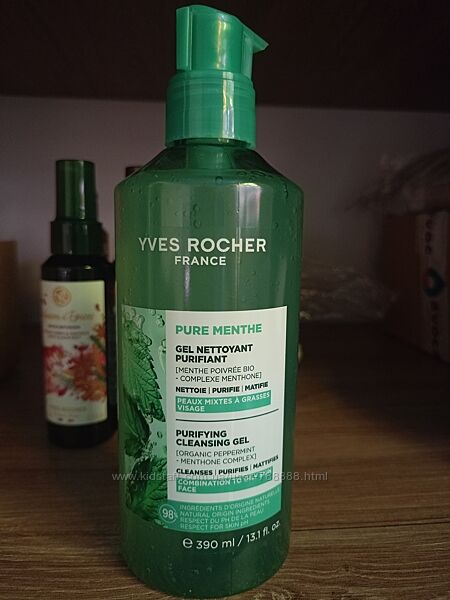 YVES ROCHER
FRANCE
PURE MENTHE
GEL NETTOYANT
PURIFIANT
[MENTHE POIVRÉE BIO
- COMPLEXE MENTHONE]
NETTOIE | PURIFIE | MATIFIE
PEAUX MIXTES À GRASSES
VISAGE
PURIFYING
CLEANSING GEL
[ORGANIC PEPPERMINT
- MENTHONE COMPLEX]
CLEANSES | PURIFIES | MATTIFIES
COMBINATION TO
FACE
98%
INGRÉDIENTS D'ORIGINE NATURELLE
NATURAL ORIGIN INGREDIENTS
RESPECT DU PH DE LA PEAU
RESPECT FOR SKIN pH
e 390 ml / 13.1 fl. oz.